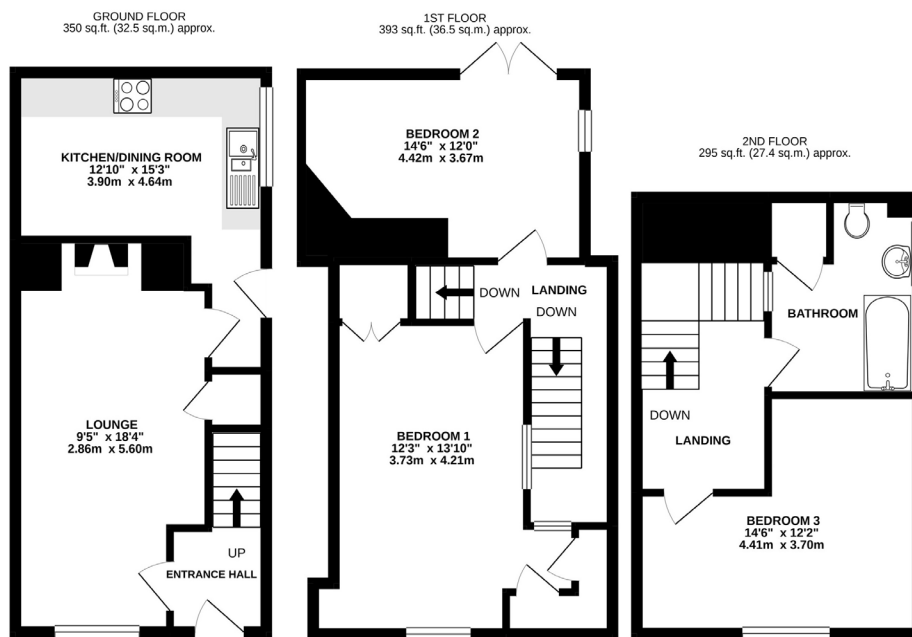 GROUND FLOOR
350 sq.ft. (32.5 sq.m.) approx.
KITCHEN/DINING ROOM
12'10" x 15'3"
3.90m x 4.64m
LOUNGE
9'5" x 18'4"
2.86m x 5.60m
UP
ENTRANCE HALL
1ST FLOOR
393 sq.ft. (36.5 sq.m.) approx.
BEDROOM 2
14'6" x 12'0"
4.42m x 3.67m
DOWN
LANDING
DOWN
BEDROOM 1
12'3" x 13'10"
3.73m x 4.21m
2ND FLOOR
295 sq.ft. (27.4 sq.m.) approx.
BATHROOM
DOWN
LANDING
BEDROOM 3
14'6" x 12'2"
4.41m x 3.70m